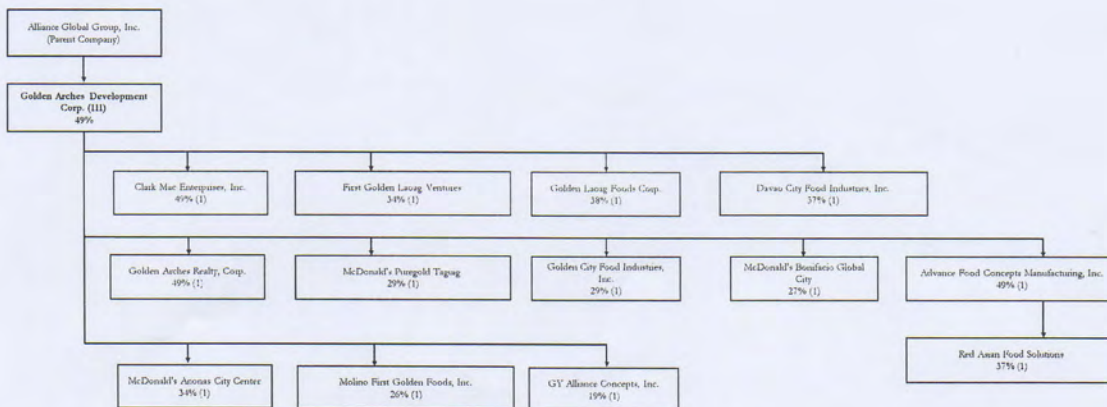 Alliance Global Group, Inc.
(Parent Company)
Golden Arches Development
Corp. (III)
49%
Clark Mac Enterprises, Inc.
49% (1)
First Golden Laoag Ventures
34% (1)
Golden Laoag Foods Corp.
38% (1)
Davao City Food Industries, Inc.
37% (1)
Golden Arches Realty, Corp.
49% (1)
McDonald's Puregold Taguig
29% (1)
Golden City Food Industries,
Inc.
29% (1)
McDonald's Bonifacio Global
City
27% (1)
Advance Food Concepts Manufacturing, Inc.
49% (1)
Red Asian Food Solutions
37% (1)
McDonald's Anonas City Center
34% (1)
Molino First Golden Foods, Inc.
26% (1)
GY Alliance Concepts, Inc.
19% (1)